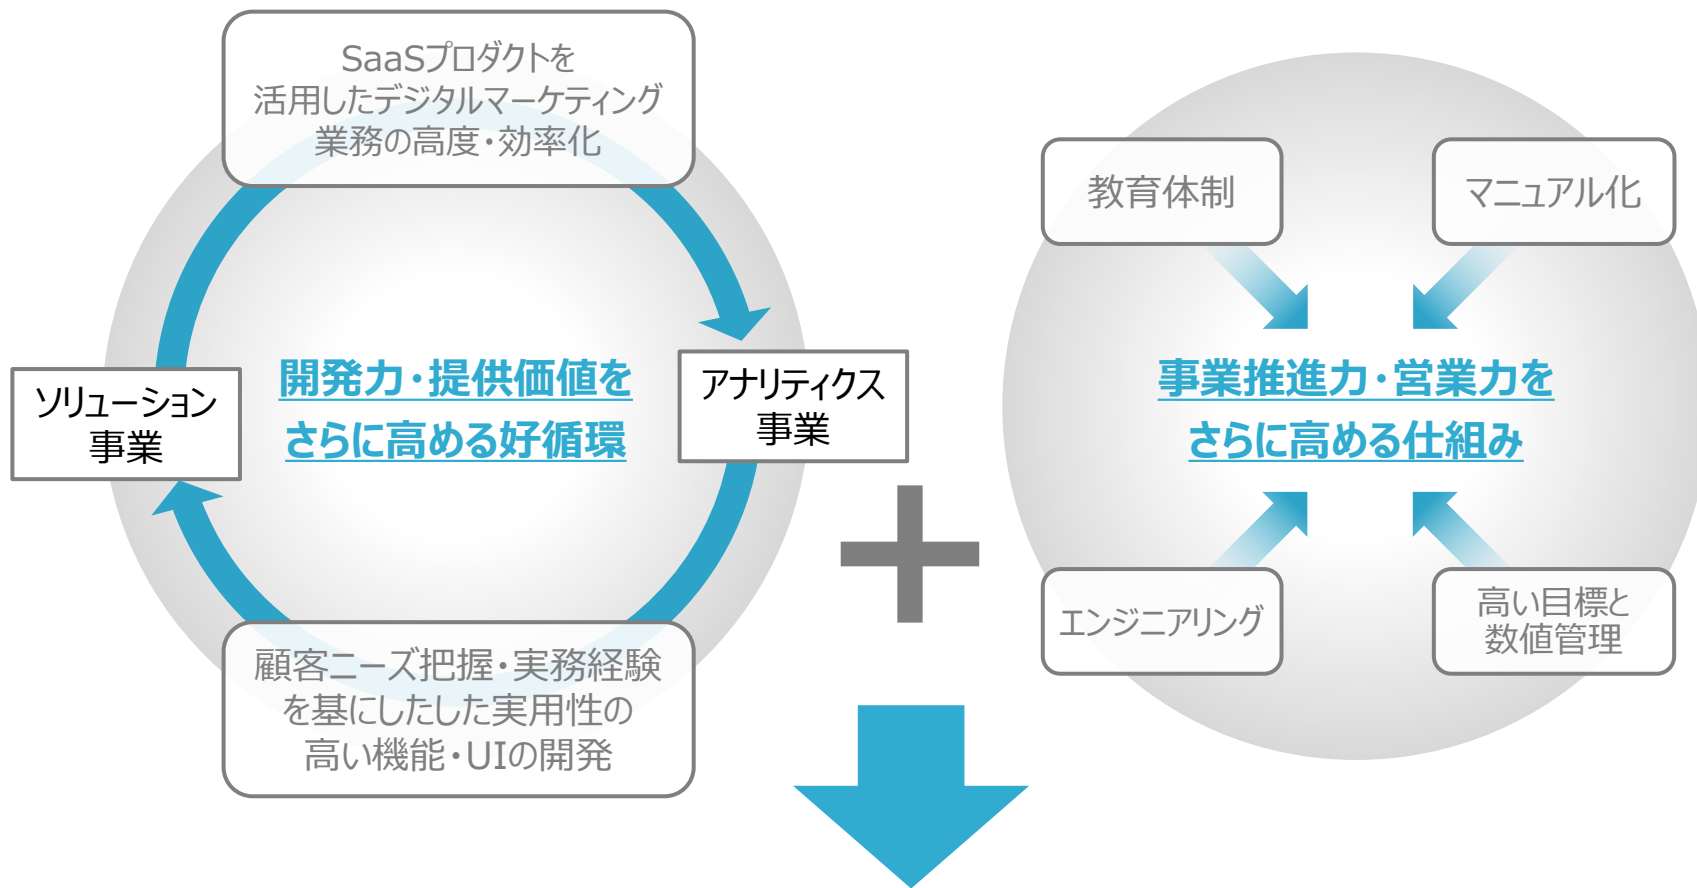 SaaSプロダクトを
活用したデジタルマーケティング
業務の高度・効率化
ソリューション
事業
開発力・提供価値を
さらに高める好循環
アナリティクス
事業
顧客ニーズ把握・実務経験
を基にしたした実用性の
高い機能・UIの開発
教育体制
マニュアル化
事業推進力・営業力を
さらに高める仕組み
エンジニアリング
高い目標と
数値管理